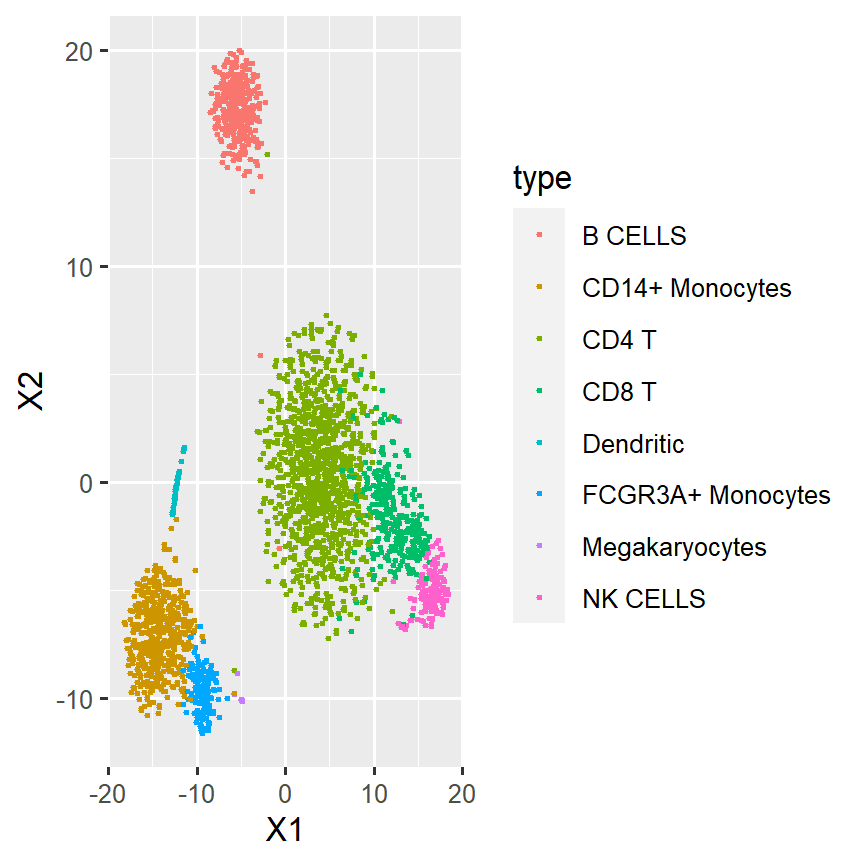 20
10
0
-10
-20 -10 0 10 20
X1
X2
type
B CELLS
CD14+ Monocytes
CD4 T
CD8 T
Dendritic
FCGR3A+ Monocytes
Megakaryocytes
NK CELLS